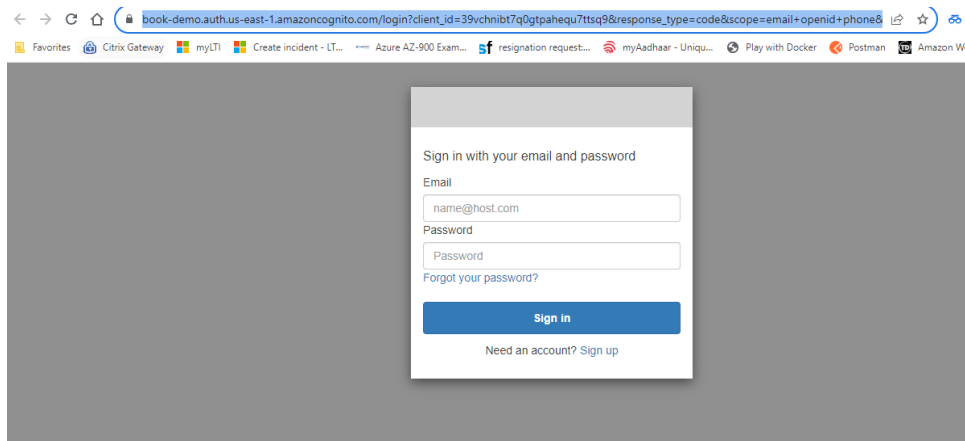 book-demo.auth.us-east-1.amazoncognito.com/login?client_id=39vchnibt7q0gtpahequ7ttsq9&response_type=code&scope=email+openid+phone&
Favorites Citrix Gateway myLTI Create incident - LT... Azure AZ-900 Exam... resignation request:... myAadhaar - Uniqu... Play with Docker Postman Amazon W
Sign in with your email and password
Email
name@host.com
Password
Password
Forgot your password?
Sign in
Need an account? Sign up